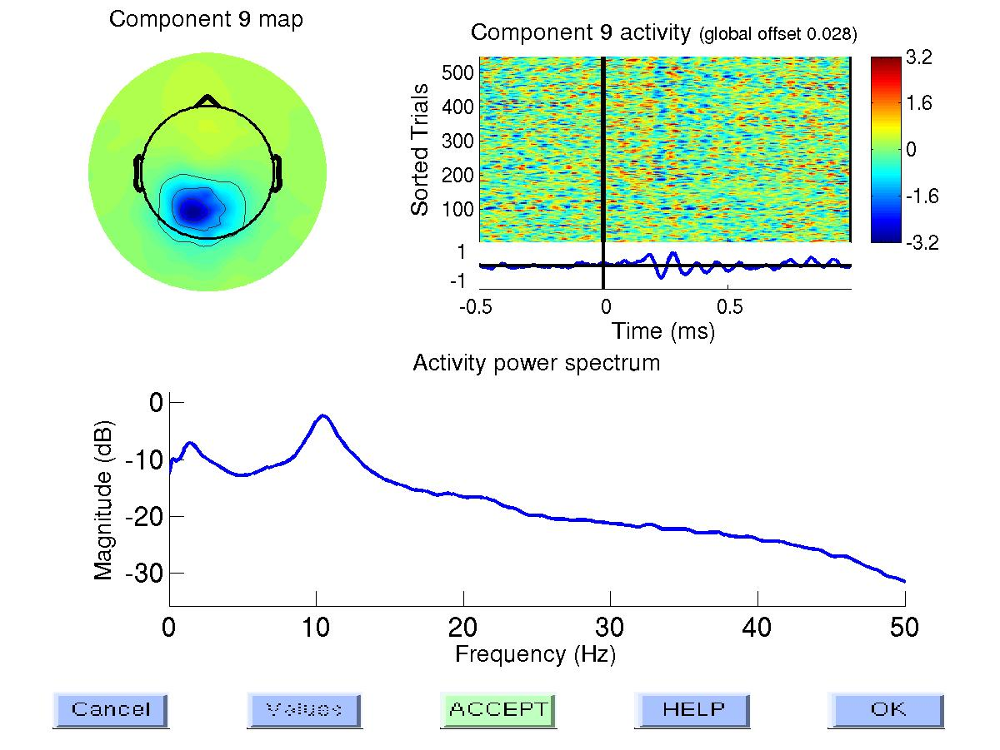 Component 9 map
Component 9 activity (global offset 0.028)
Sorted Trials
500
400
300
200
100
1
-1
-0.5 0 0.5
Time (ms)
3.2
1.6
0
-1.6
-3.2
Activity power spectrum
Magnitude (dB)
0
-10
-20
-30
0 10 20 30 40 50
Frequency (Hz)
Cancel Values ACCEPT HELP OK